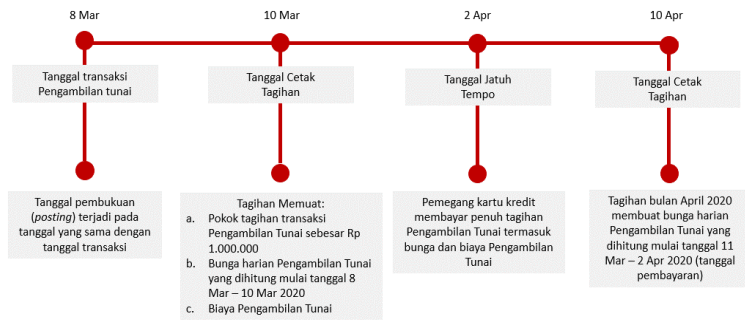 8 Mar
10 Mar
2 Apr
10 Apr
Tanggal transaksi
Pengambilan tunai
Tanggal Cetak
Tagihan
Tanggal Jatuh
Tempo
Tanggal Cetak
Tagihan
Tanggal pembukuan
(posting) terjadi pada
tanggal yang sama dengan
tanggal transaksi
Tagihan Memuat:
a. Pokok tagihan transaksi
Pengambilan Tunai sebesar Rp
1.000.000
b. Bunga harian Pengambilan Tunai
yang dihitung mulai tanggal 8
Mar – 10 Mar 2020
c. Biaya Pengambilan Tunai
Pemegang kartu kredit
membayar penuh tagihan
Pengambilan Tunai termasuk
bunga dan biaya Pengambilan
Tunai
Tagihan bulan April 2020
membuat bunga harian
Pengambilan Tunai yang
dihitung mulai tanggal 11
Mar – 2 Apr 2020 (tanggal
pembayaran)